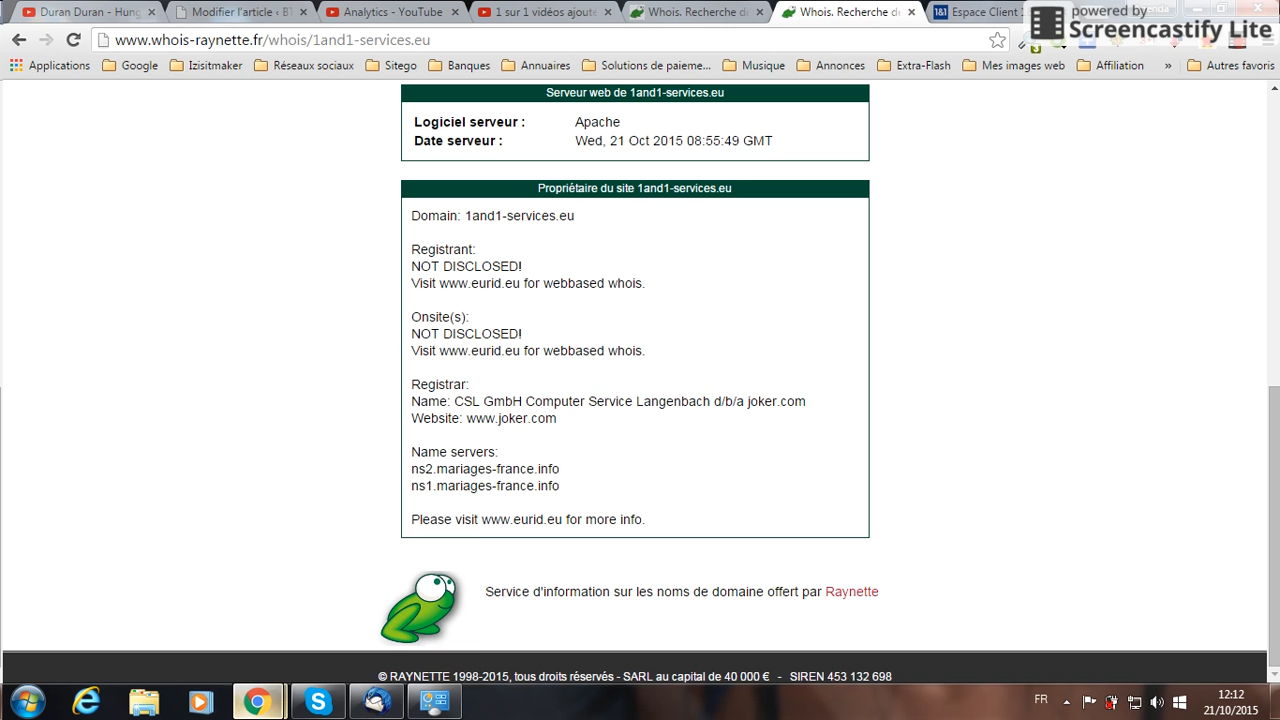 Duran Duran - Hung
Modifier l'article ‹ B
Analytics - YouTube
1 sur 1 vidéos ajouté
Whois. Recherche de
Whois. Recherche de
1&1 Espace Client 1
powered by
Screencastify Lite
www.whois-raynette.fr/whois/1and1-services.eu
Applications
Google
Izisitmaker
Réseaux sociaux
Sitego
Banques
Annuaires
Solutions de paieme...
Musique
Annonces
Extra-Flash
Mes images web
Affiliation
»
Autres favoris
Serveur web de 1and1-services.eu
Logiciel serveur : Apache
Date serveur : Wed, 21 Oct 2015 08:55:49 GMT
Propriétaire du site 1and1-services.eu
Domain: 1and1-services.eu
Registrant:
NOT DISCLOSED!
Visit www.eurid.eu for webbased whois.
Onsite(s):
NOT DISCLOSED!
Visit www.eurid.eu for webbased whois.
Registrar:
Name: CSL GmbH Computer Service Langenbach d/b/a joker.com
Website: www.joker.com
Name servers:
ns2.mariages-france.info
ns1.mariages-france.info
Please visit www.eurid.eu for more info.
Service d'information sur les noms de domaine offert par Raynette
© RAYNETTE 1998-2015, tous droits réservés - SARL au capital de 40 000 € - SIREN 453 132 698
FR
12:12
21/10/2015